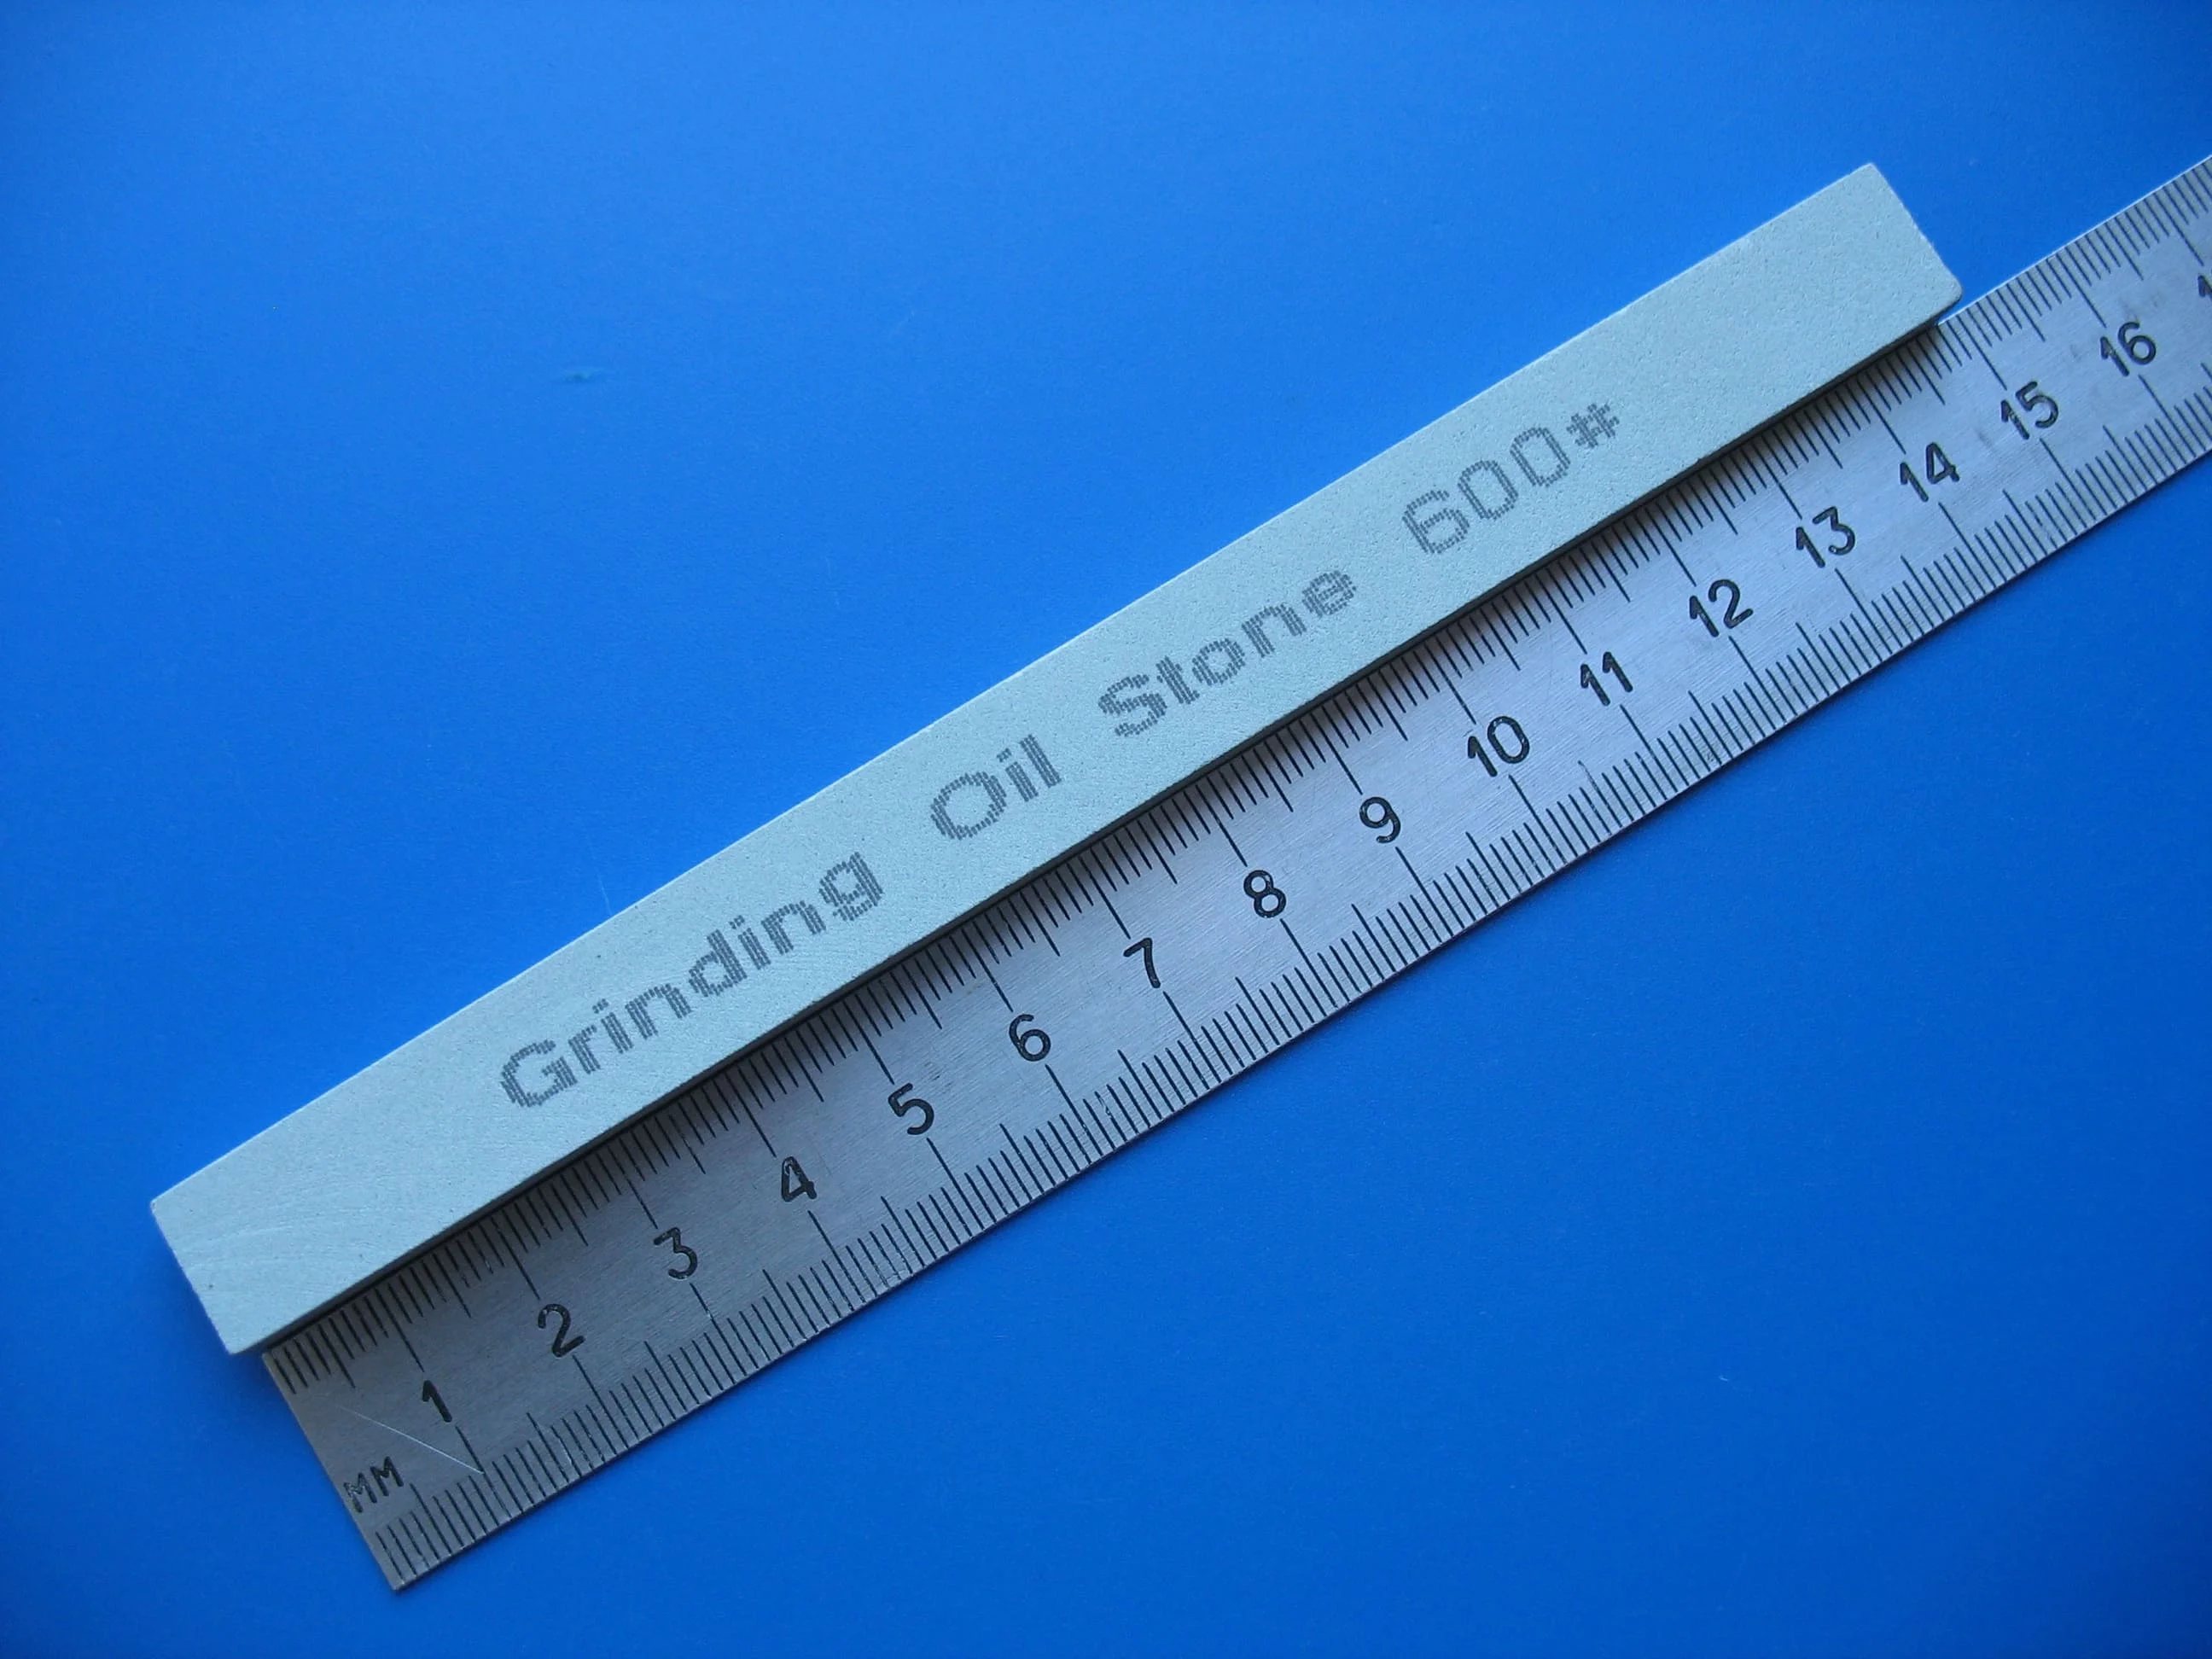 Grinding Oil Stone 600#
MM 1 2 3 4 5 6 7 8 9 10 11 12 13 14 15 16